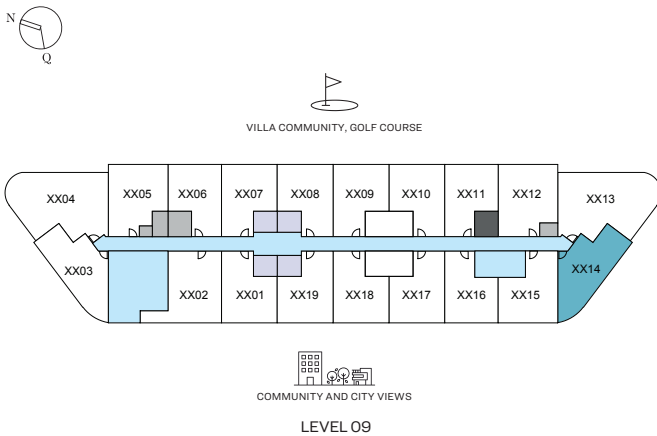 N
Q
VILLA COMMUNITY, GOLF COURSE
XX04
XX05
XX06
XX07
XX08
XX09
XX10
XX11
XX12
XX13
XX03
XX14
XX02
XX01
XX19
XX18
XX17
XX16
XX15
COMMUNITY AND CITY VIEWS
LEVEL 09